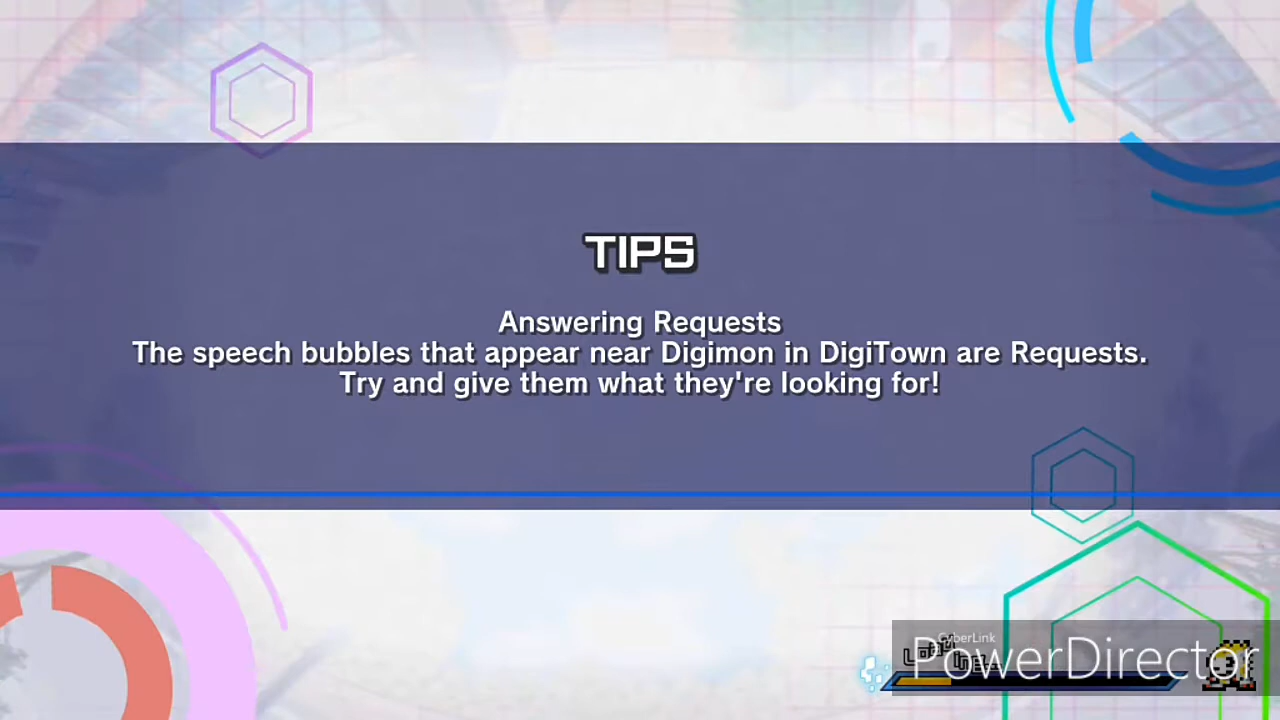 TIPS
Answering Requests
The speech bubbles that appear near Digimon in DigiTown are Requests.
Try and give them what they're looking for!
CyberLink
PowerDirector